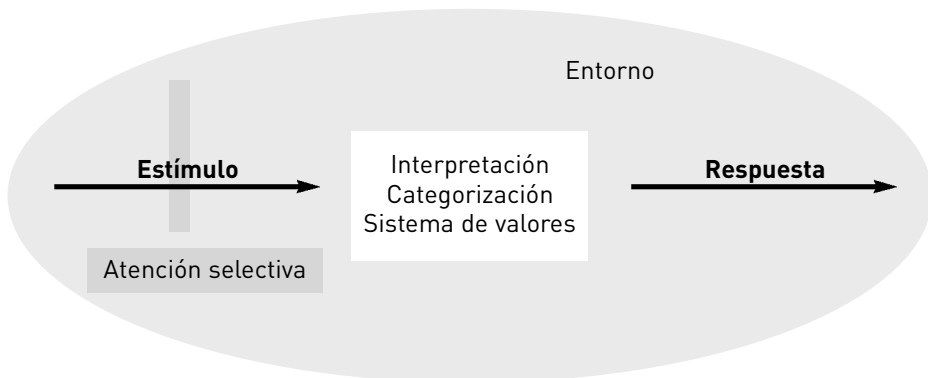 Entorno
Estímulo
Interpretación
Categorización
Sistema de valores
Respuesta
Atención selectiva